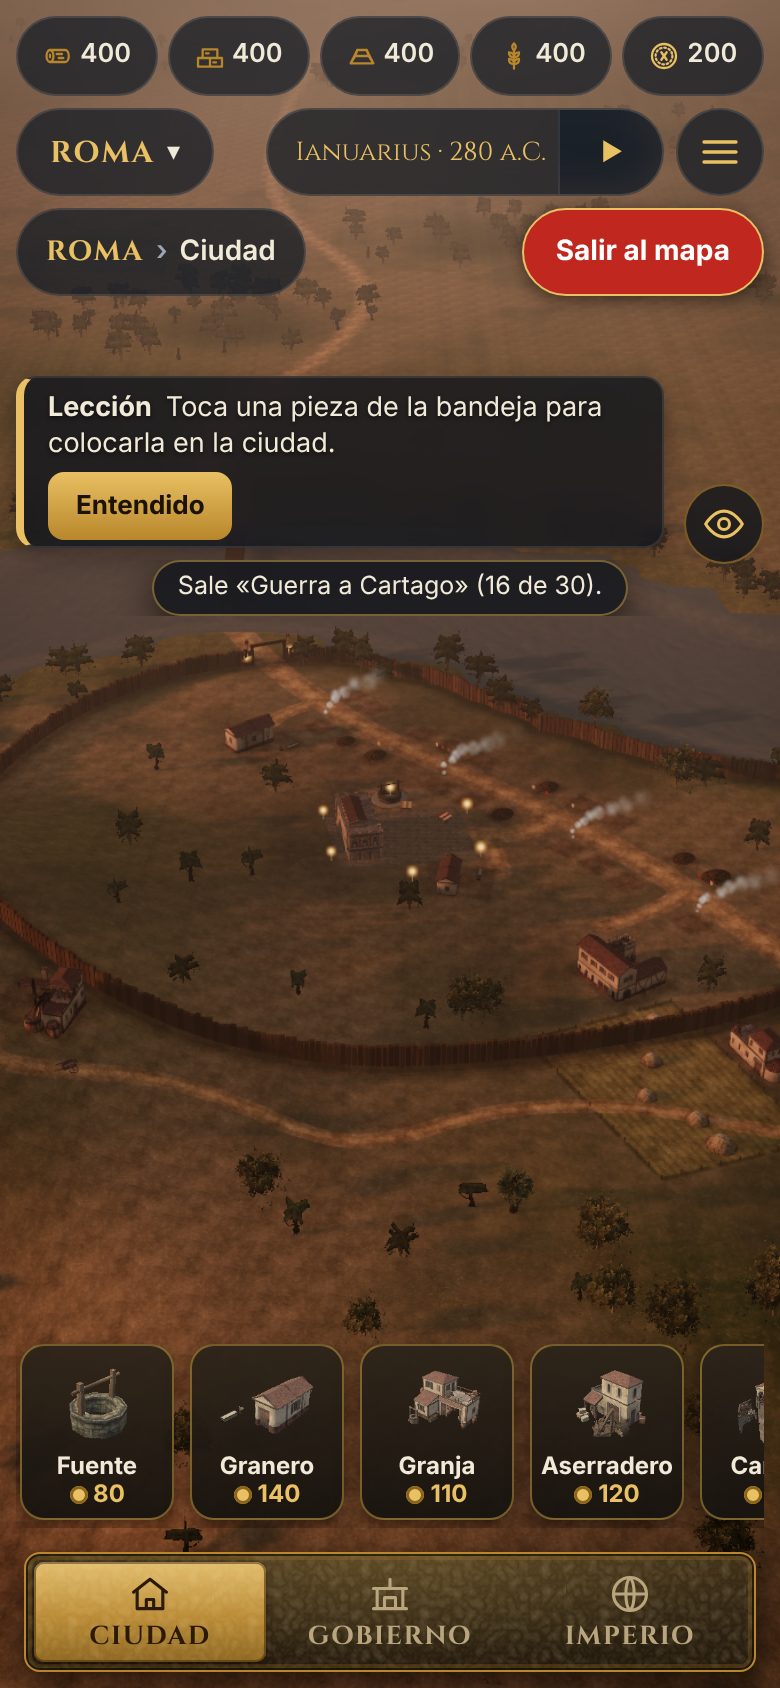 400 400 400 400 200
ROMA ▼ IANUARIUS · 280 A.C.
ROMA › Ciudad Salir al mapa
Lección Toca una pieza de la bandeja para
colocarla en la ciudad.
Entendido
Sale «Guerra a Cartago» (16 de 30).
Fuente Granero Granja Aserradero
80 140 110 120
CIUDAD GOBIERNO IMPERIO